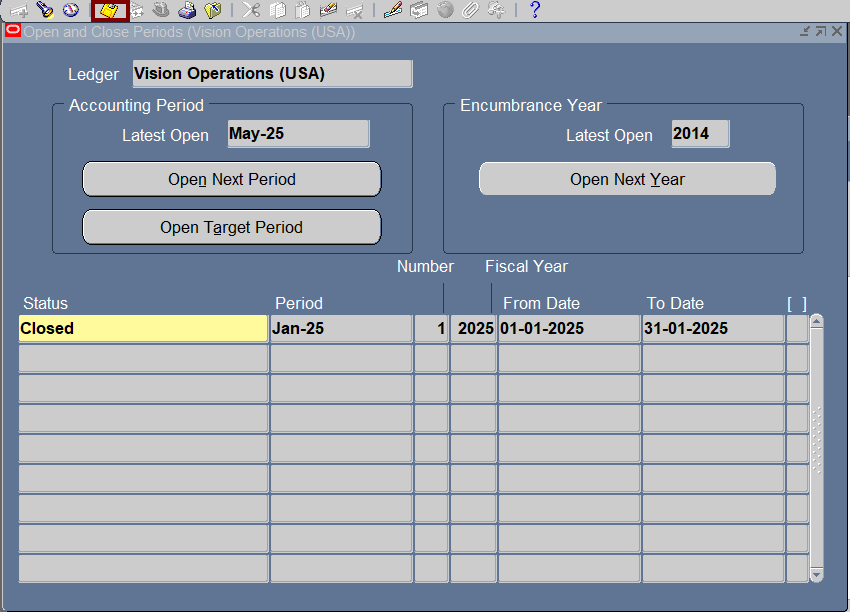 ?
Open and Close Periods (Vision Operations (USA))
Ledger Vision Operations (USA)
Accounting Period Encumbrance Year
Latest Open May-25 Latest Open 2014
Open Next Period Open Next Year
Open Target Period
Number Fiscal Year
Status Period From Date To Date [ ]
Closed Jan-25 1 2025 01-01-2025 31-01-2025